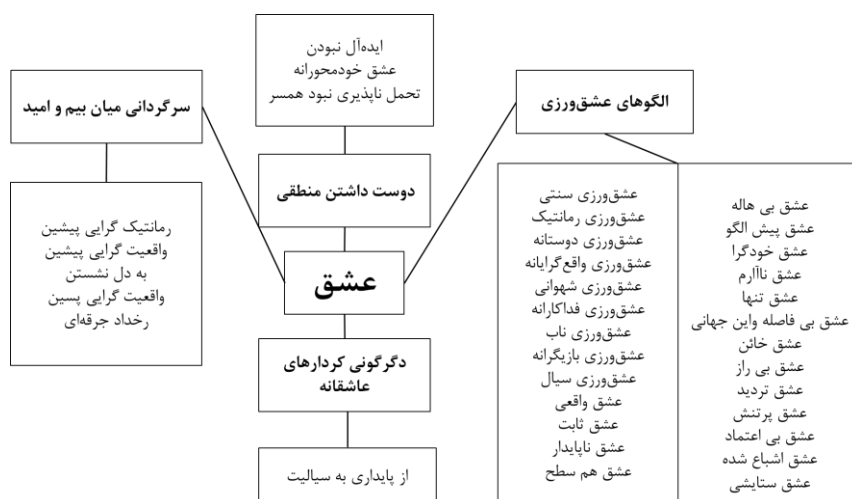 ایده‌آل نبودن
عشق خودمحورانه
تحمل ناپذیری نبود همسر
الگوهای عشق‌ورزی
سرگردانی میان بیم و امید
دوست داشتن منطقی
عشق‌ورزی سنتی
عشق‌ورزی رمانتیک
عشق‌ورزی دوستانه
عشق‌ورزی واقع‌گرایانه
عشق‌ورزی شهوانی
عشق‌ورزی فداکارانه
عشق‌ورزی ناب
عشق‌ورزی بازیگرانه
عشق‌ورزی سیال
عشق واقعی
عشق ثابت
عشق ناپایدار
عشق هم سطح
عشق بی هاله
عشق پیش الگو
عشق خودگرا
عشق ناآارم
عشق تنها
عشق بی فاصله واین جهانی
عشق خائن
عشق بی راز
عشق تردید
عشق پرتنش
عشق بی اعتماد
عشق اشباع شده
عشق ستایشی
رمانتیک گرایی پیشین
واقعیت گرایی پیشین
به دل نشستن
واقعیت گرایی پسین
رخداد جرقه‌ای
عشق
دگرگونی کردارهای
عاشقانه
از پایداری به سیالیت